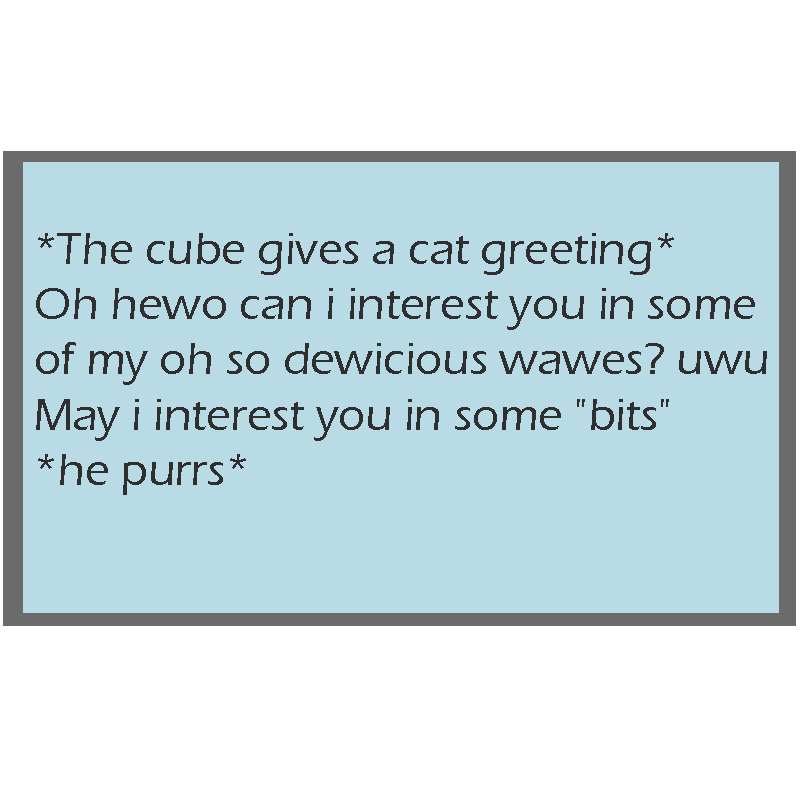 *The cube gives a cat greeting*
Oh hewo can i interest you in some
of my oh so dewicious wawes? uwu
May i interest you in some "bits"
*he purrs*